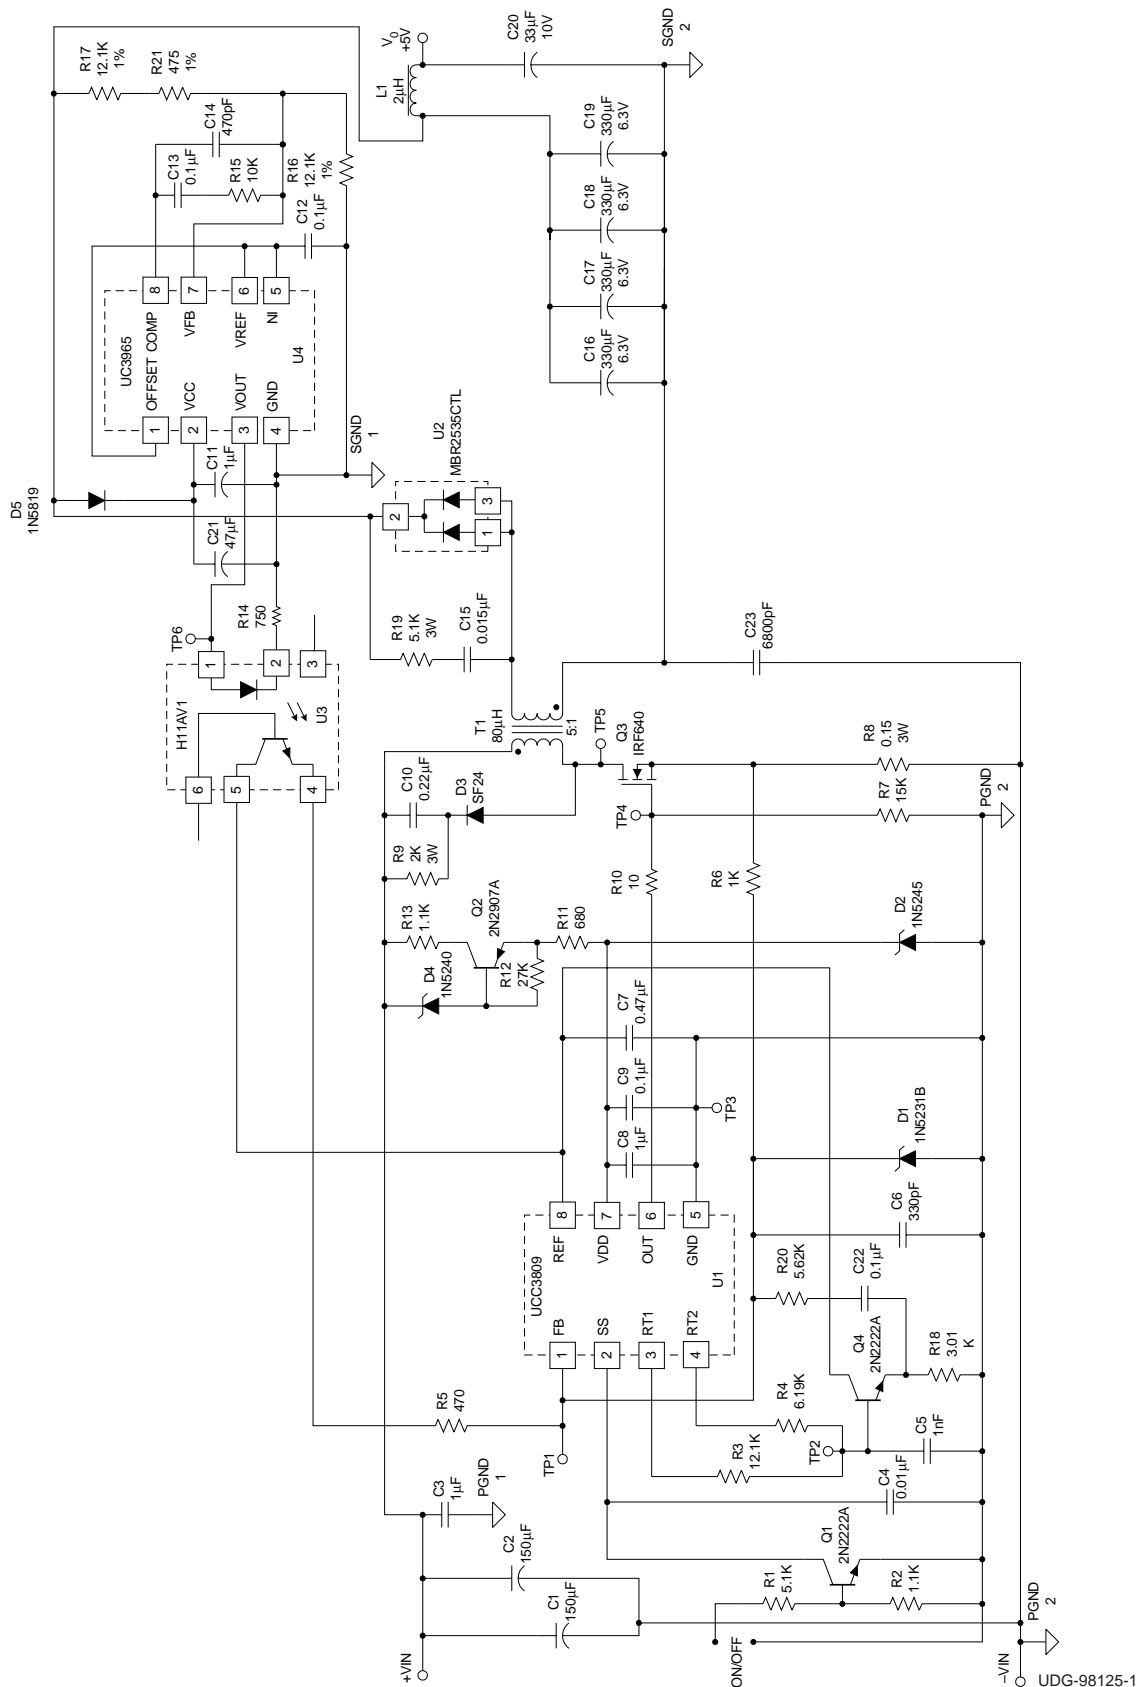 D5
1N5819
R17
12.1K
1%
R21
475
1%
C14
470pF
C13
0.1µF
R15
10K
R16
12.1K
1%
C12
0.1µF
UC3965
1
OFFSET
COMP
8
2
VCC
VFB
7
3
VOUT
VREF
6
4
GND
NI
5
U4
C11
1µF
C21
47µF
SGND
1
R14
750
TP6
H11AV1
1
2
3
4
5
6
U3
U2
MBR2535CTL
1
2
3
R19
5.1K
3W
C15
0.015µF
L1
2µH
V0
+5V
C20
33µF
10V
SGND
2
C19
330µF
6.3V
C18
330µF
6.3V
C17
330µF
6.3V
C16
330µF
6.3V
C23
6800pF
T1
80µH
5:1
TP5
Q3
IRF640
TP4
R8
0.15
3W
R7
15K
PGND
2
C10
0.22µF
D3
SF24
R9
2K
3W
R13
1.1K
Q2
2N2907A
D4
1N5240
R12
27K
R11
680
R10
10
R6
1K
D2
1N5245
C7
0.47µF
C9
0.1µF
C8
1µF
TP3
D1
1N5231B
C6
330pF
UCC3809
1
FB
REF
8
2
SS
VDD
7
3
RT1
OUT
6
4
RT2
GND
5
U1
R20
5.62K
C22
0.1µF
Q4
2N2222A
R18
3.01
K
R5
470
TP1
R4
6.19K
R3
12.1K
TP2
C5
1nF
C4
0.01µF
C3
1µF
PGND
1
C2
150µF
C1
150µF
Q1
2N2222A
R1
5.1K
R2
1.1K
+VIN
ON/OFF
–VIN
PGND
2
UDG-98125-1